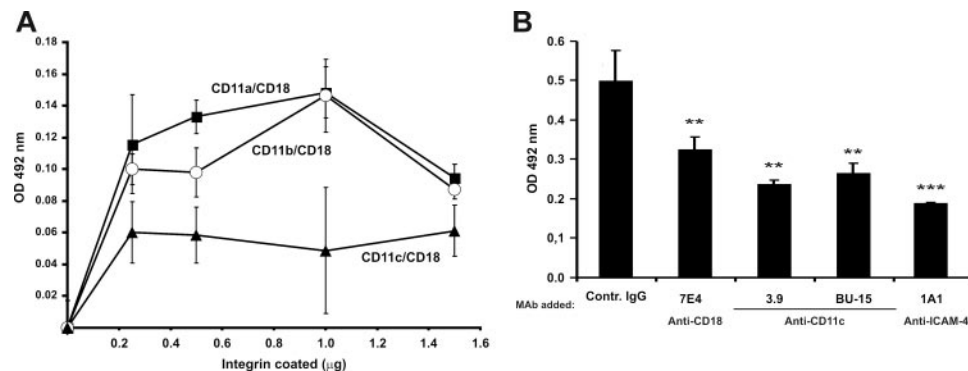 A
OD 492 nm
0.18
0.16
0.14
0.12
0.10
0.08
0.06
0.04
0.02
0
CD11a/CD18
CD11b/CD18
CD11c/CD18
0.2 0.4 0.6 0.8 1.0 1.2 1.4 1.6
Integrin coated (μg)
B
OD 492 nm
0.6
0.5
0.4
0.3
0.2
0,1
0.0
**
**
**
***
MAb added: Contr. IgG 7E4 3.9 BU-15 1A1
Anti-CD18 Anti-CD11c Anti-ICAM-4